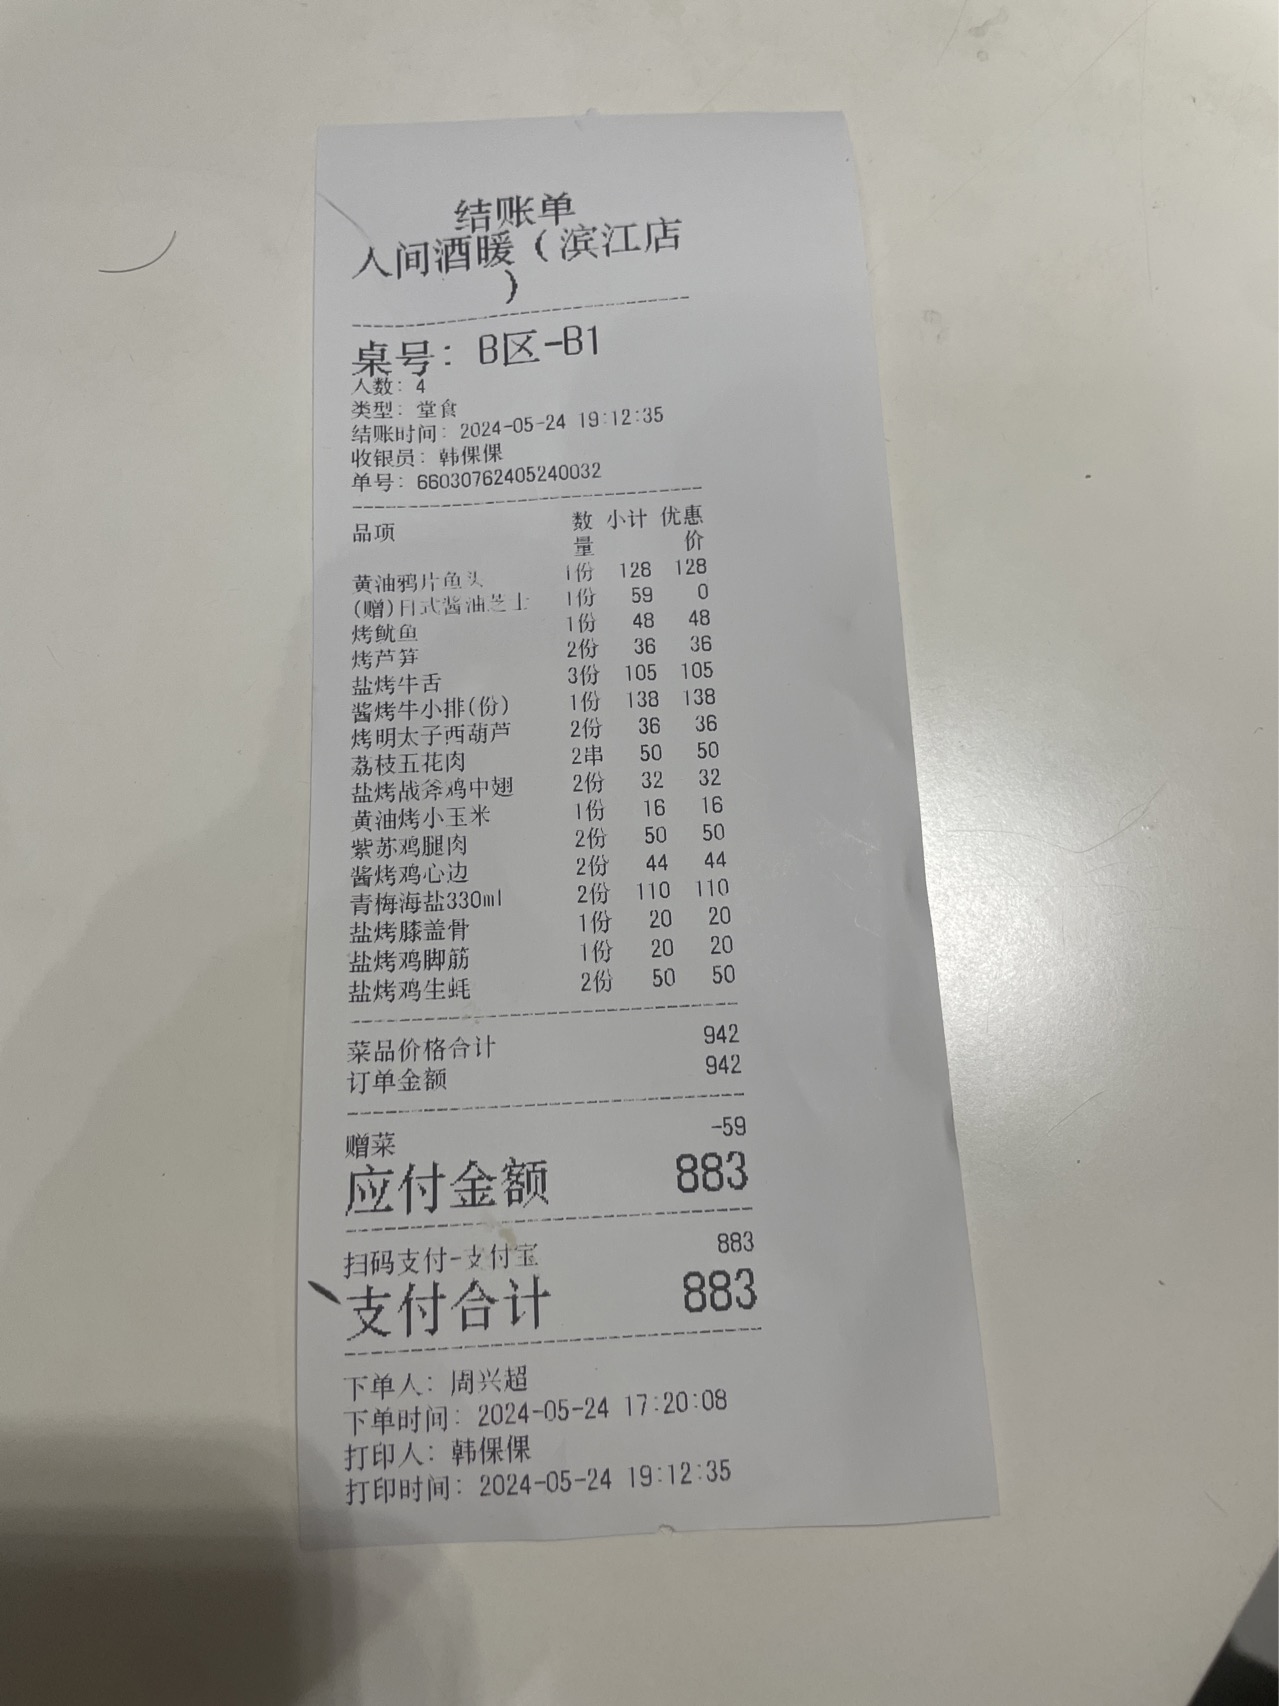 结账单
人间酒暖（滨江店
）
桌号：B区-B1
人数：4
类型：堂食
结账时间：2024-05-24 19:12:35
收银员：韩倮倮
单号：66030762405240032
品项 数量 小计 优惠价
黄油鸦片鱼头 1份 128 128
(赠)日式酱油芝士 1份 59 0
烤鱿鱼 1份 48 48
烤芦笋 2份 36 36
盐烤牛舌 3份 105 105
酱烤牛小排(份) 1份 138 138
烤明太子西葫芦 2份 36 36
荔枝五花肉 2串 50 50
盐烤战斧鸡中翅 2份 32 32
黄油烤小玉米 1份 16 16
紫苏鸡腿肉 2份 50 50
酱烤鸡心边 2份 44 44
青梅海盐330ml 2份 110 110
盐烤膝盖骨 1份 20 20
盐烤鸡脚筋 1份 20 20
盐烤鸡生蚝 2份 50 50
菜品价格合计 942
订单金额 942
赠菜 -59
应付金额 883
扫码支付-支付宝 883
支付合计 883
下单人：周兴超
下单时间：2024-05-24 17:20:08
打印人：韩倮倮
打印时间：2024-05-24 19:12:35